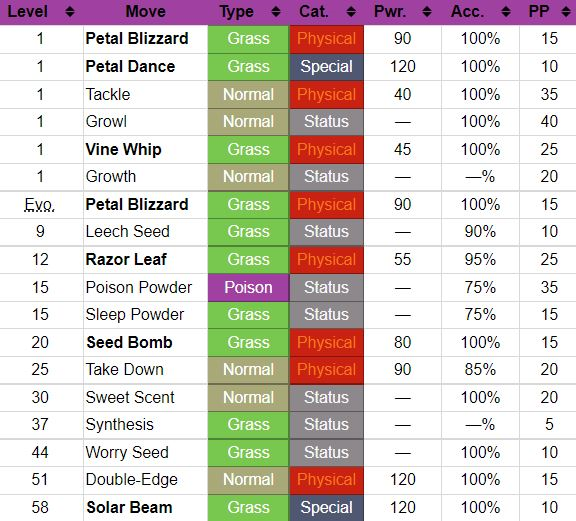 Level Move Type Cat. Pwr. Acc. PP
1 Petal Blizzard Grass Physical 90 100% 15
1 Petal Dance Grass Special 120 100% 10
1 Tackle Normal Physical 40 100% 35
1 Growl Normal Status — 100% 40
1 Vine Whip Grass Physical 45 100% 25
1 Growth Normal Status — —% 20
Evo. Petal Blizzard Grass Physical 90 100% 15
9 Leech Seed Grass Status — 90% 10
12 Razor Leaf Grass Physical 55 95% 25
15 Poison Powder Poison Status — 75% 35
15 Sleep Powder Grass Status — 75% 15
20 Seed Bomb Grass Physical 80 100% 15
25 Take Down Normal Physical 90 85% 20
30 Sweet Scent Normal Status — 100% 20
37 Synthesis Grass Status — —% 5
44 Worry Seed Grass Status — 100% 10
51 Double-Edge Normal Physical 120 100% 15
58 Solar Beam Grass Special 120 100% 10